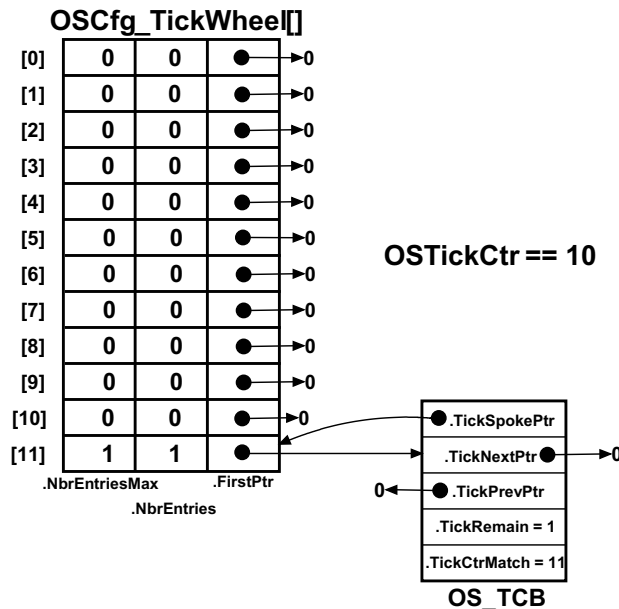 OSCfg_TickWheel[]
[0] 0 0 0
[1] 0 0 0
[2] 0 0 0
[3] 0 0 0
[4] 0 0 0
[5] 0 0 0
OSTickCtr == 10
[6] 0 0 0
[7] 0 0 0
[8] 0 0 0
[9] 0 0 0
[10] 0 0 0
.TickSpokePtr
[11] 1 1
.TickNextPtr 0
.NbrEntriesMax .FirstPtr
0 .TickPrevPtr
.NbrEntries
.TickRemain = 1
.TickCtrMatch = 11
OS_TCB